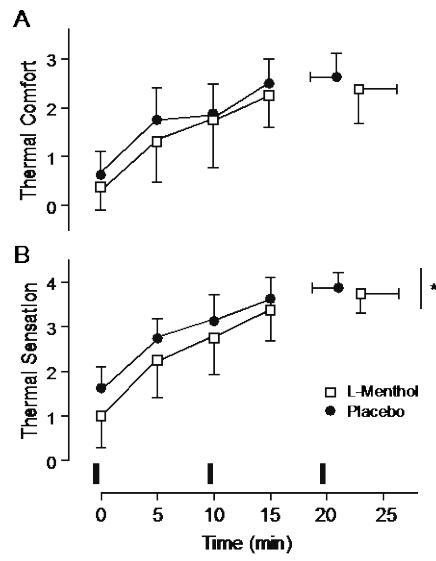 A
3
2
1
0
Thermal Comfort
B
4
3
2
1
0
Thermal Sensation
*
L-Menthol
Placebo
0 5 10 15 20 25
Time (min)